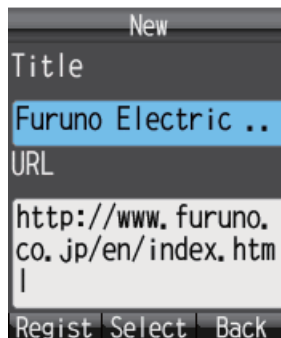 New
Title
Furuno Electric ..
URL
http://www.furuno.
co.jp/en/index.htm
l
Regist Select Back